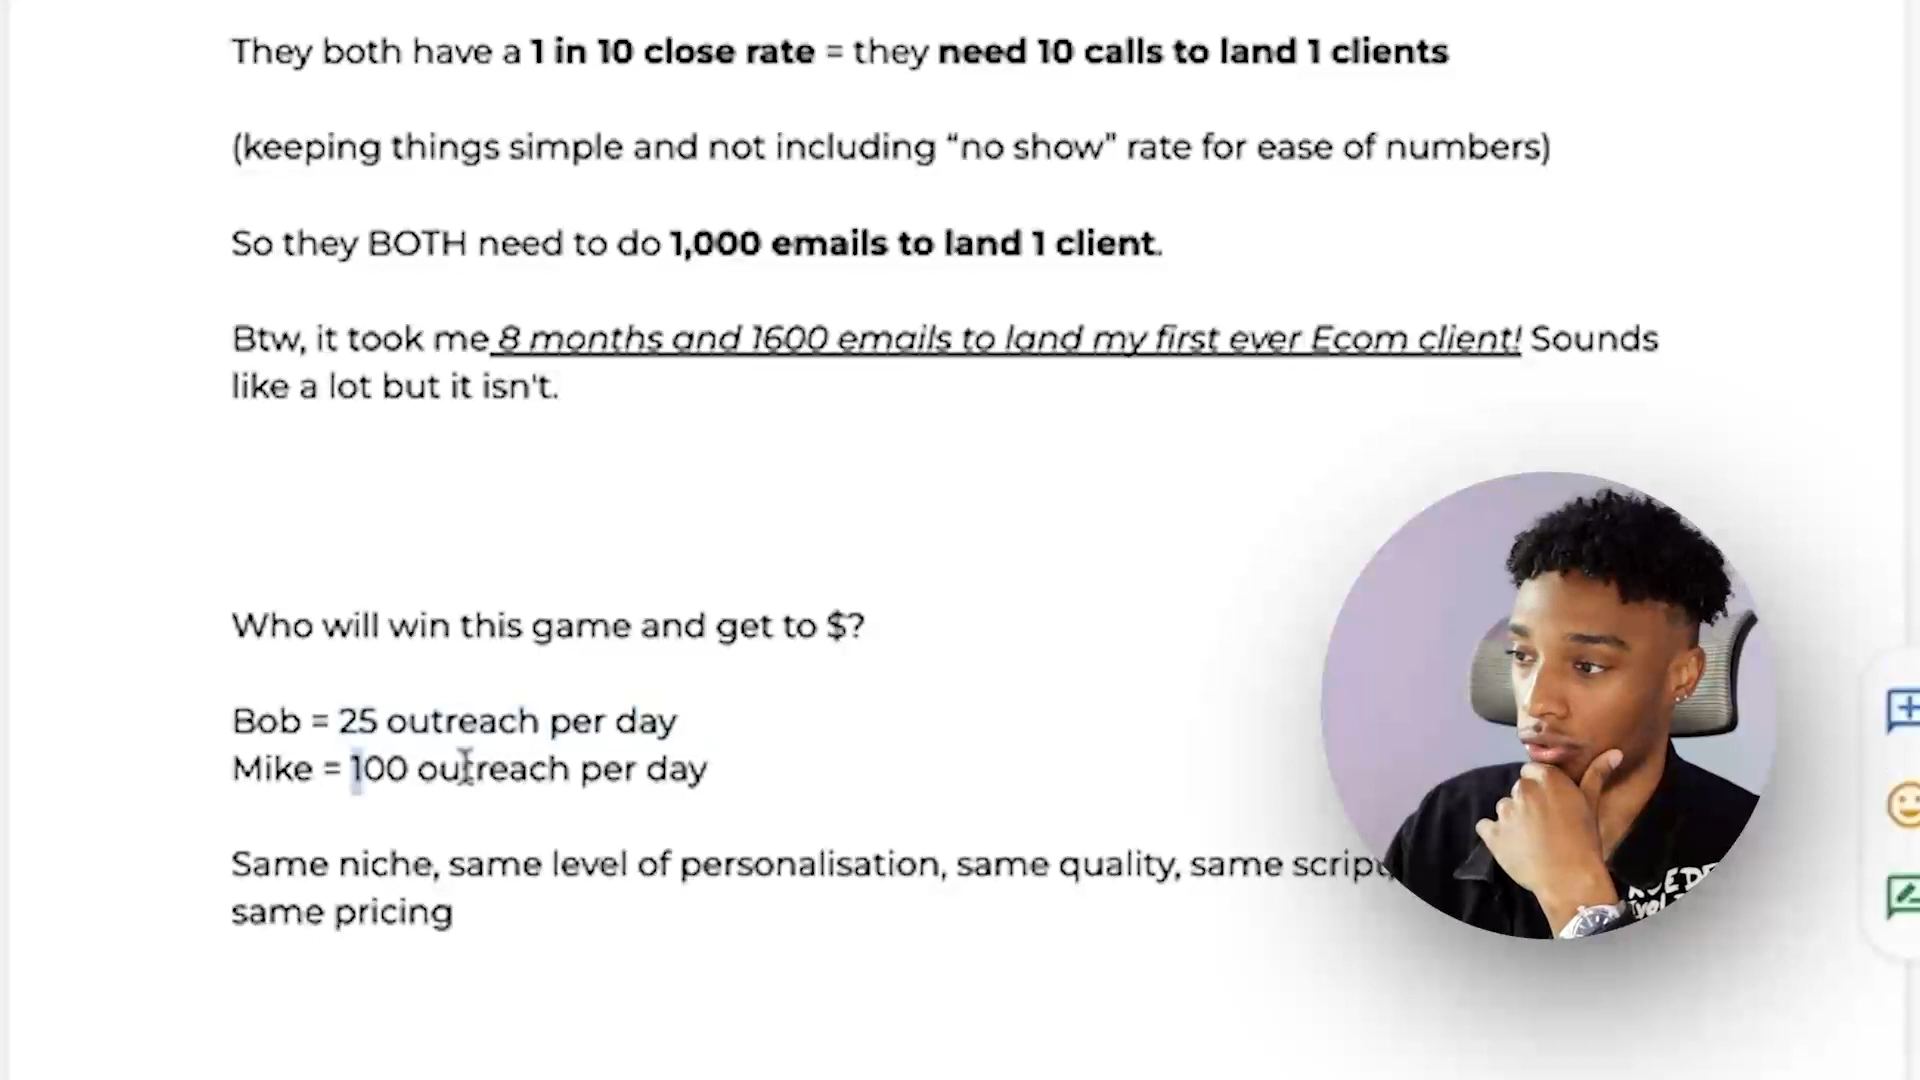 They both have a 1 in 10 close rate = they need 10 calls to land 1 clients
(keeping things simple and not including “no show” rate for ease of numbers)
So they BOTH need to do 1,000 emails to land 1 client.
Btw, it took me 8 months and 1600 emails to land my first ever Ecom client! Sounds
like a lot but it isn't.
Who will win this game and get to $?
Bob = 25 outreach per day
Mike = 100 outreach per day
Same niche, same level of personalisation, same quality, same script,
same pricing